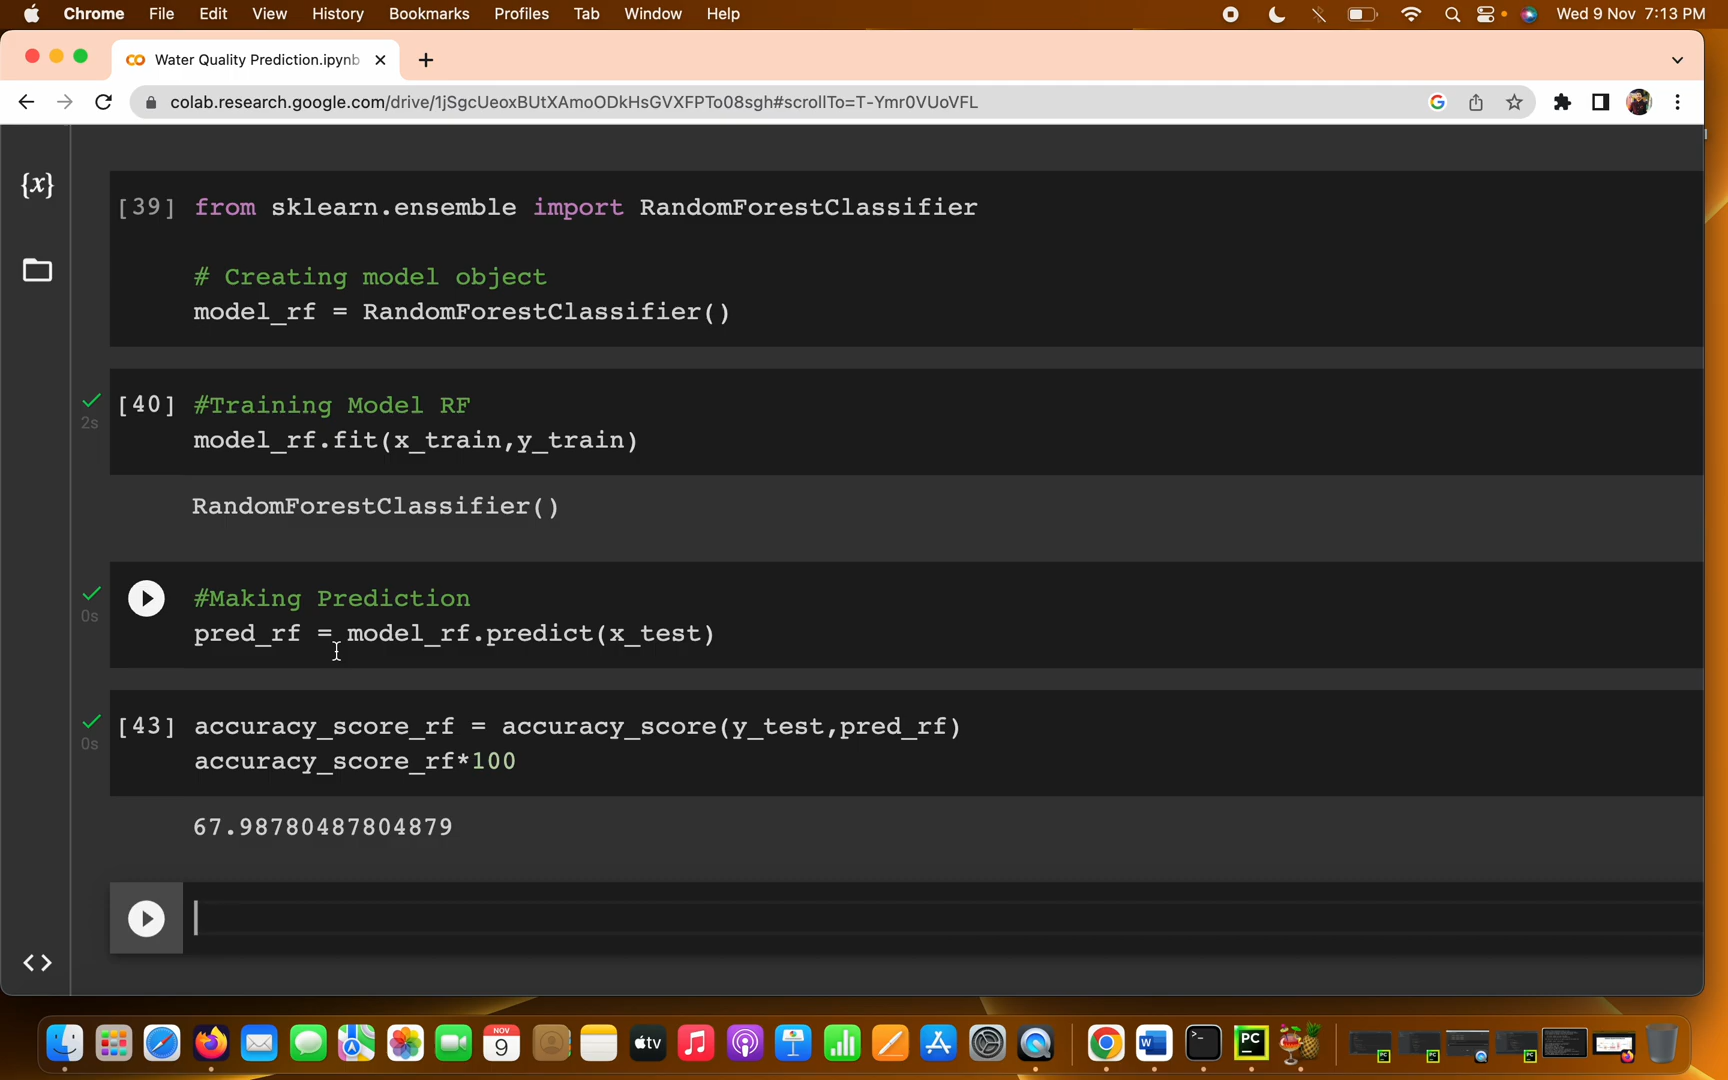 Chrome File Edit View History Bookmarks Profiles Tab Window Help Wed 9 Nov 7:13 PM
Water Quality Prediction.ipynb
colab.research.google.com/drive/1jSgcUeoxBUtXAmoODkHsGVXFPTo08sgh#scrollTo=T-Ymr0VUoVFL
{x}
[39] from sklearn.ensemble import RandomForestClassifier
# Creating model object
model_rf = RandomForestClassifier()
[40] #Training Model RF
2s
model_rf.fit(x_train,y_train)
RandomForestClassifier()
#Making Prediction
0s
pred_rf = model_rf.predict(x_test)
[43] accuracy_score_rf = accuracy_score(y_test,pred_rf)
0s
accuracy_score_rf*100
67.98780487804879
<>
NOV
9
tv
W
>_
PC